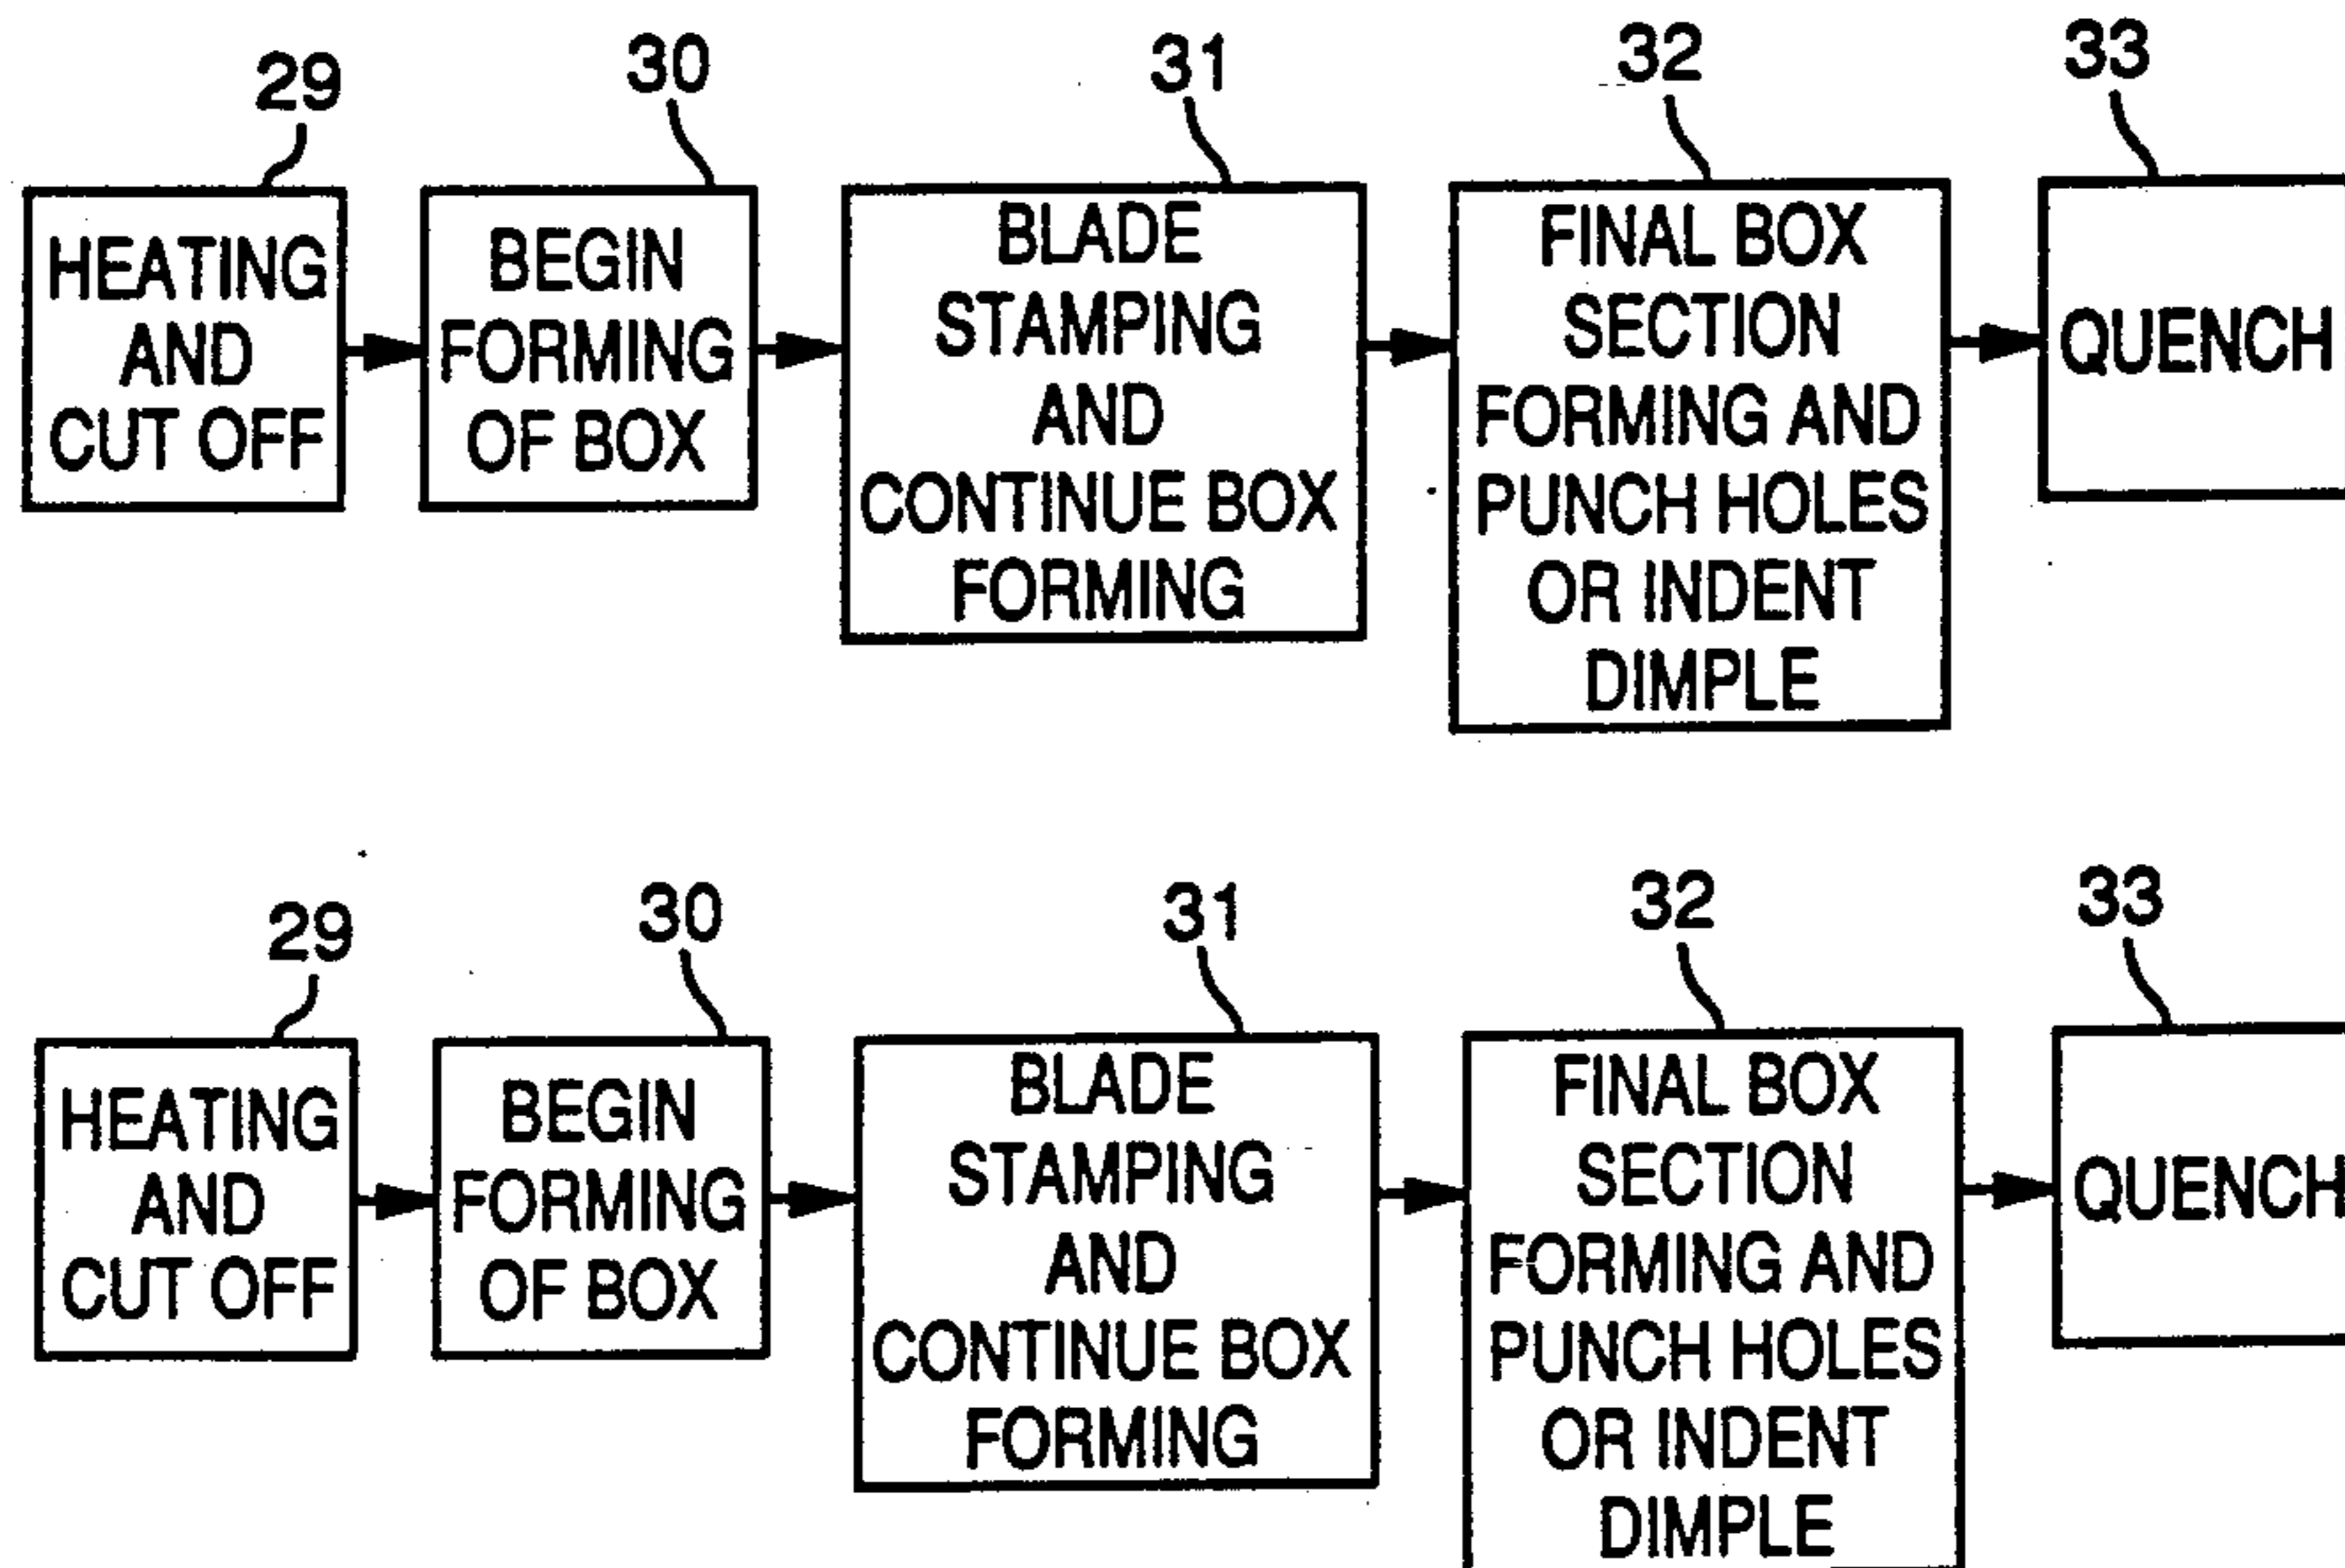 29
30
31
32
33
HEATING
AND
CUT OFF
BEGIN
FORMING
OF BOX
BLADE
STAMPING
AND
CONTINUE BOX
FORMING
FINAL BOX
SECTION
FORMING AND
PUNCH HOLES
OR INDENT
DIMPLE
QUENCH
29
30
31
32
33
HEATING
AND
CUT OFF
BEGIN
FORMING
OF BOX
BLADE
STAMPING
AND
CONTINUE BOX
FORMING
FINAL BOX
SECTION
FORMING AND
PUNCH HOLES
OR INDENT
DIMPLE
QUENCH